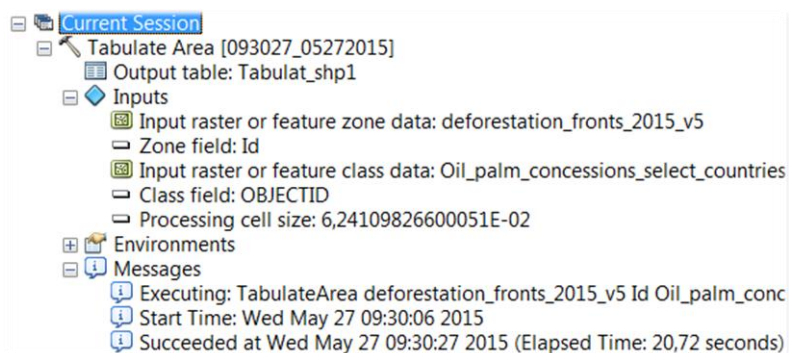 Current Session
Tabulate Area [093027_05272015]
Output table: Tabulat_shp1
Inputs
Input raster or feature zone data: deforestation_fronts_2015_v5
Zone field: Id
Input raster or feature class data: Oil_palm_concessions_select_countries
Class field: OBJECTID
Processing cell size: 6,24109826600051E-02
Environments
Messages
Executing: TabulateArea deforestation_fronts_2015_v5 Id Oil_palm_conc
Start Time: Wed May 27 09:30:06 2015
Succeeded at Wed May 27 09:30:27 2015 (Elapsed Time: 20,72 seconds)